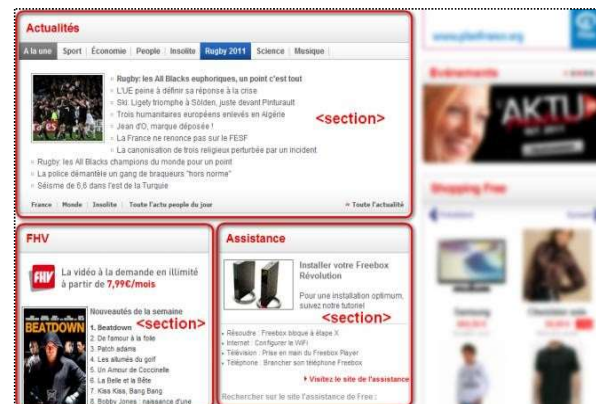 Actualités
A la une Sport Économie People Insolite Rugby 2011 Science Musique
Rugby: les All Blacks euphoriques, un point c'est tout
L'UE peine à définir sa réponse à la crise
Ski: Ligety triomphe à Sölden, juste devant Pinturault
Trois humanitaires européens enlevés en Algérie
Jean d'O, marque déposée !
La France ne renonce pas sur le FESF
La canonisation de trois religieux perturbée par un incident
Rugby: les All Blacks champions du monde pour un point
La police démantèle un gang de braqueurs "hors norme"
Séisme de 6,6 dans l'est de la Turquie
<section>
France Monde Insolite Toute l'actu people du jour
Toute l'actualité
FHV
FHV
La vidéo à la demande en illimité
à partir de 7,99€/mois
BEATDOWN
Nouveautés de la semaine
1. Beatdown
<section>
2. De l'amour à la folie
3. Patch adams
4. Les allumés du golf
5. Un Amour de Coccinelle
6. La Belle et la Bête
7. Kiss Kiss, Bang Bang
8. Bobby Jones : naissance d'une
Assistance
Installer votre Freebox
Révolution
Pour une installation optimum,
suivez notre tutoriel
<section>
Résoudre : Freebox bloque à étape X
Internet : Configurer le WiFi
Télévision : Prise en main du Freebox Player
Téléphone : Brancher son téléphone Freebox
Visitez le site de l'assistance
Rechercher sur le site l'assistance de Free :
Evénements
AKTU
Shopping Free
Samsung